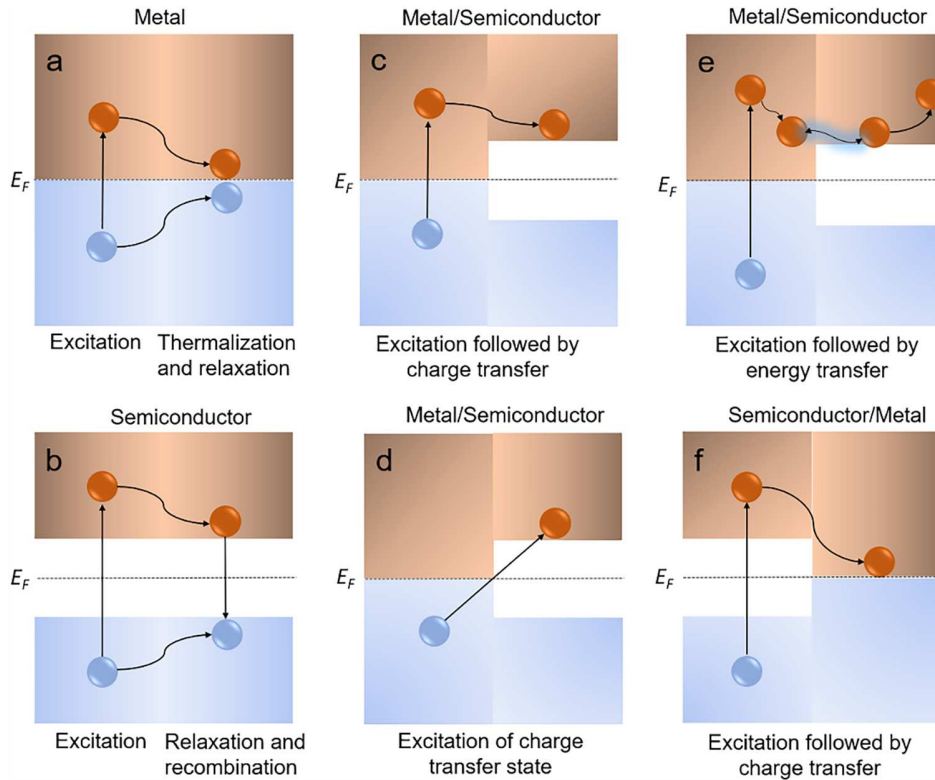 Metal
a
E_F
Excitation
Thermalization
and relaxation
Metal/Semiconductor
c
E_F
Excitation followed by
charge transfer
Metal/Semiconductor
e
E_F
Excitation followed by
energy transfer
Semiconductor
b
E_F
Excitation
Relaxation and
recombination
Metal/Semiconductor
d
E_F
Excitation of charge
transfer state
Semiconductor/Metal
f
E_F
Excitation followed by
charge transfer